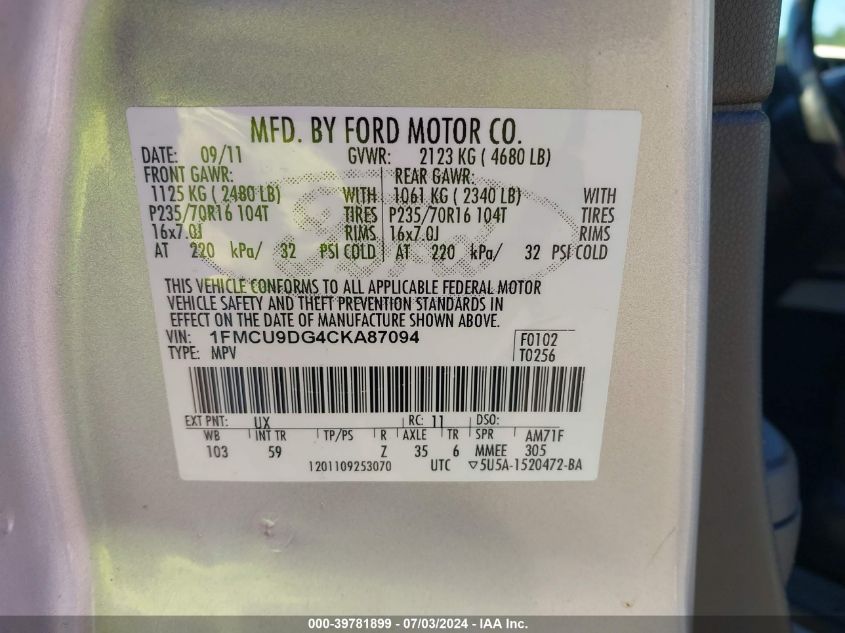 MFD. BY FORD MOTOR CO.
DATE: 09/11 GVWR: 2123 KG ( 4680 LB)
FRONT GAWR: REAR GAWR:
1125 KG ( 2480 LB) WITH 1061 KG ( 2340 LB) WITH
P235/70R16 104T TIRES P235/70R16 104T TIRES
16x7.0J RIMS 16x7.0J RIMS
AT 220 kPa/ 32 PSI COLD AT 220 kPa/ 32 PSI COLD
THIS VEHICLE CONFORMS TO ALL APPLICABLE FEDERAL MOTOR
VEHICLE SAFETY AND THEFT PREVENTION STANDARDS IN
EFFECT ON THE DATE OF MANUFACTURE SHOWN ABOVE.
VIN: 1FMCU9DG4CKA87094 F0102
TYPE: MPV T0256
EXT PNT: UX RC: 11 DSO:
WB INT TR TP/PS R AXLE TR SPR AM71F
103 59 Z 35 6 MMEE 305
1201109253070 UTC ▽5U5A-1520472-BA
000-39781899 / 07/03/2024 - IAA Inc.